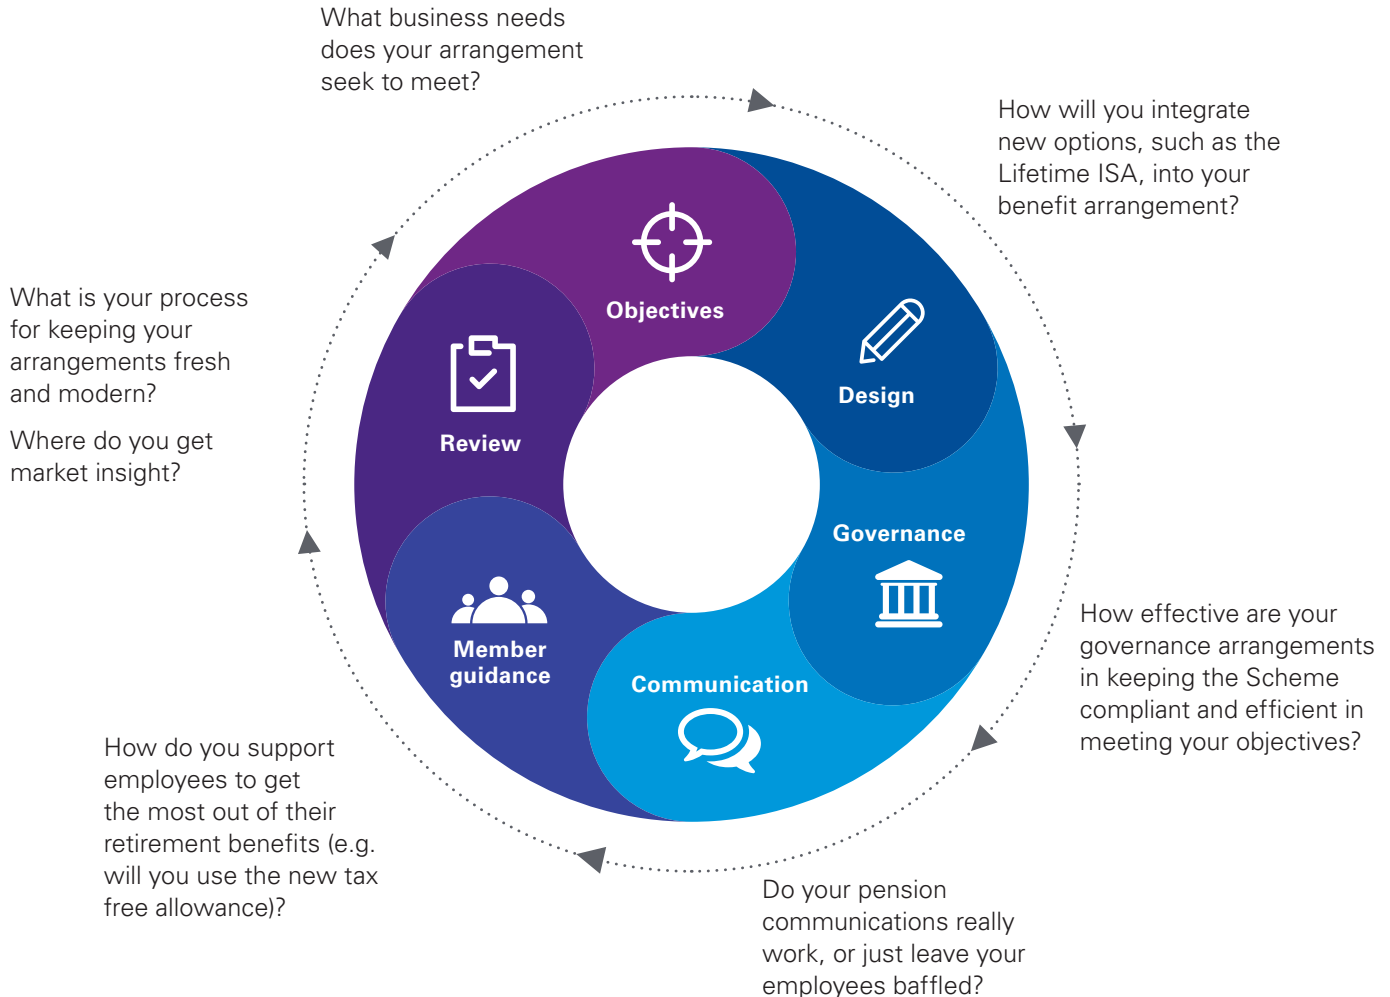 What business needs
does your arrangement
seek to meet?
How will you integrate
new options, such as the
Lifetime ISA, into your
benefit arrangement?
Objectives
Design
What is your process
for keeping your
arrangements fresh
and modern?
Where do you get
market insight?
Review
Governance
How effective are your
governance arrangements
in keeping the Scheme
compliant and efficient in
meeting your objectives?
Member
guidance
Communication
How do you support
employees to get
the most out of their
retirement benefits (e.g.
will you use the new tax
free allowance)?
Do your pension
communications really
work, or just leave your
employees baffled?